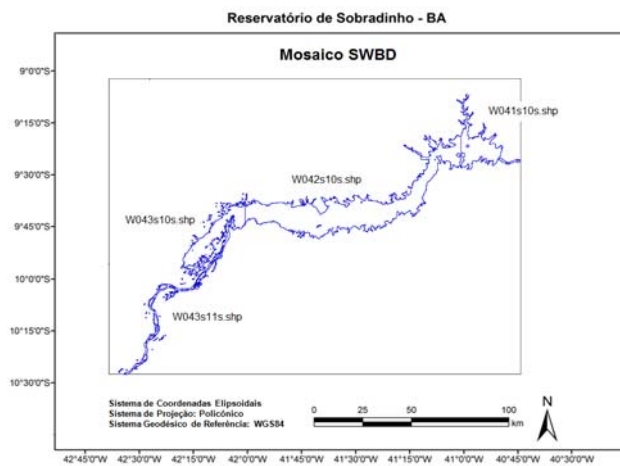 Reservatório de Sobradinho - BA
Mosaico SWBD
9°0'0"S
W041s10s.shp
9°15'0"S
9°30'0"S
W042s10s.shp
W043s10s.shp
9°45'0"S
10°0'0"S
W043s11s.shp
10°15'0"S
10°30'0"S
Sistema de Coordenadas Elipsoidais
Sistema de Projeção: Policônico
Sistema Geodésico de Referência: WGS84
0 25 50 100
km
N
42°45'0"W 42°30'0"W 42°15'0"W 42°0'0"W 41°45'0"W 41°30'0"W 41°15'0"W 41°0'0"W 40°45'0"W 40°30'0"W